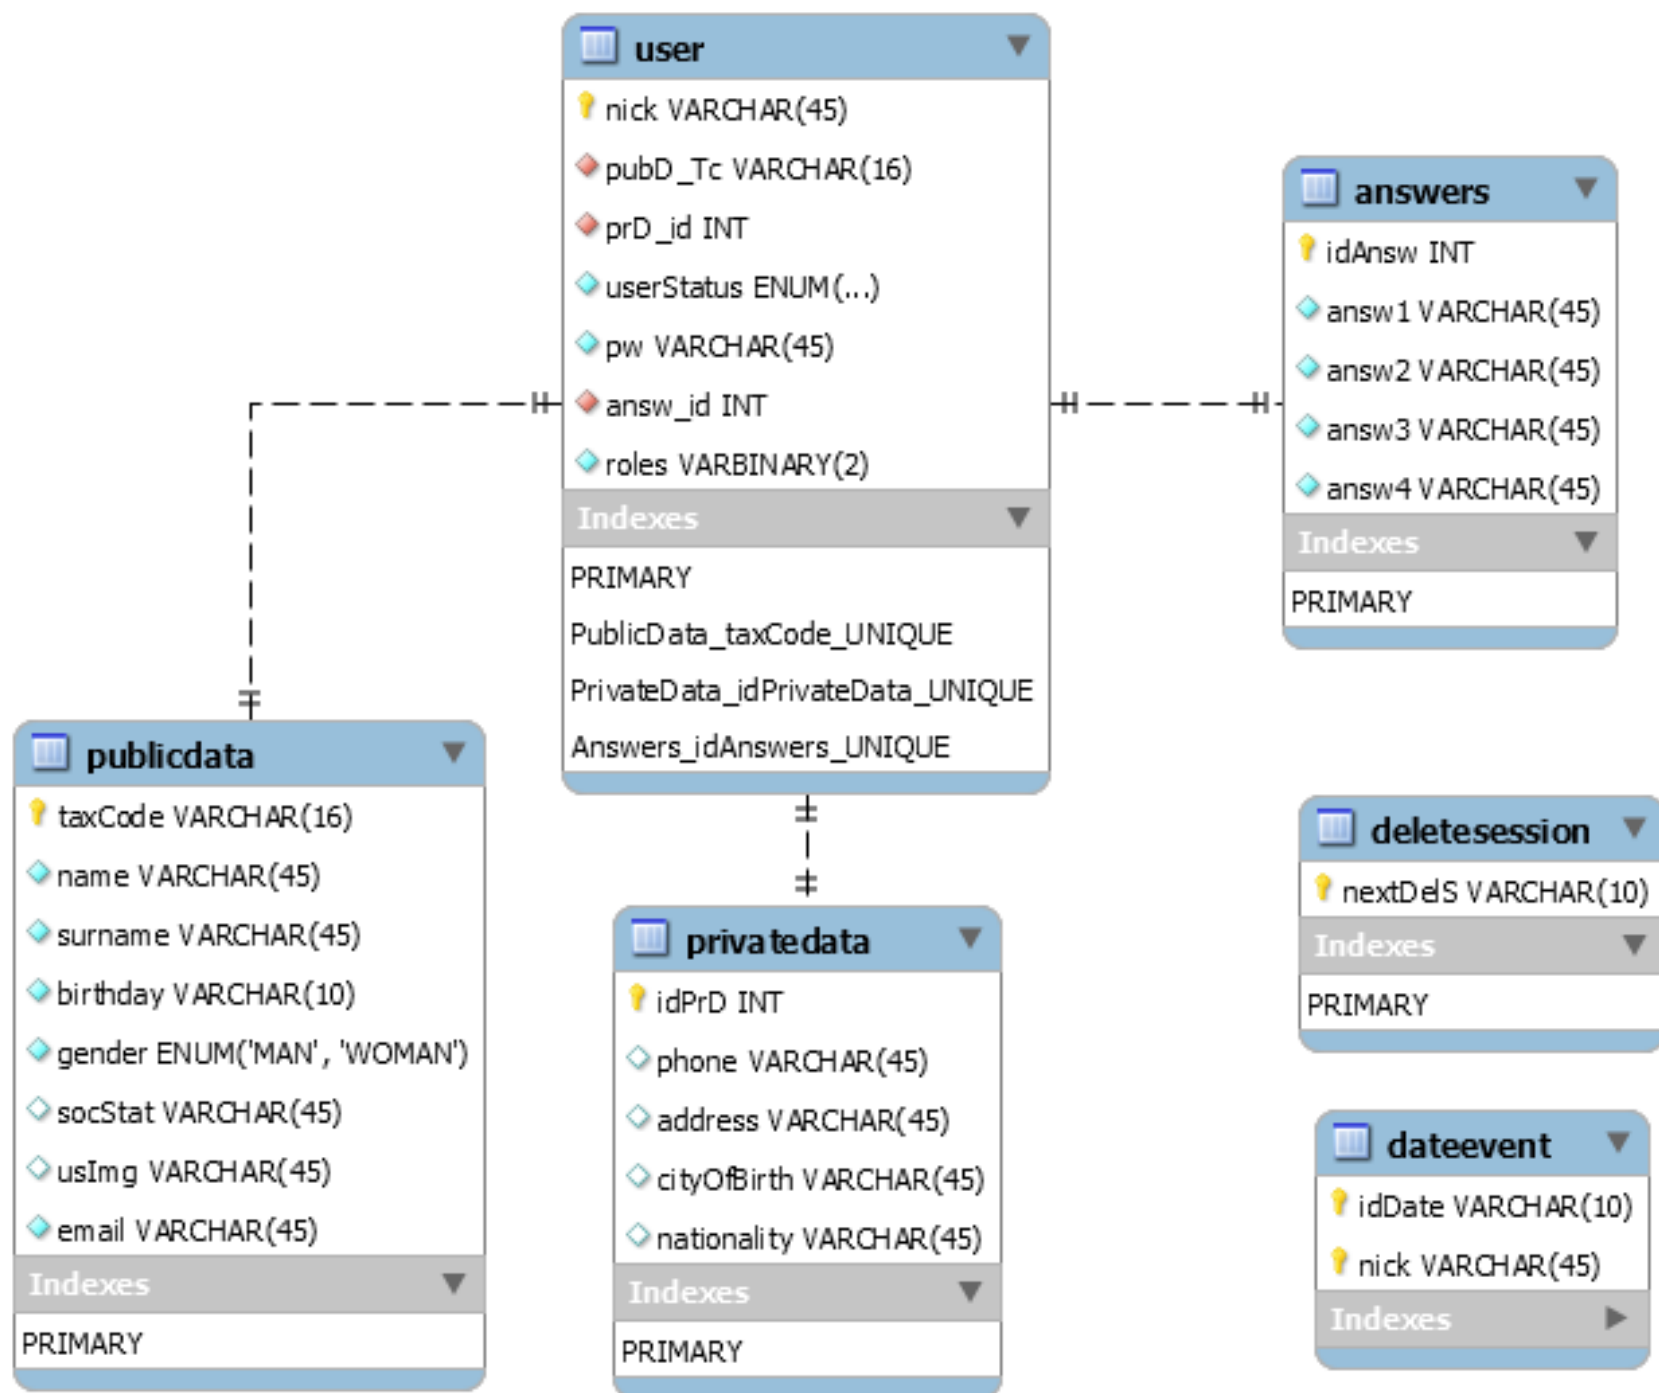 user
nick VARCHAR(45)
pubD_Tc VARCHAR(16)
prD_id INT
userStatus ENUM(...)
pw VARCHAR(45)
answ_id INT
roles VARBINARY(2)
Indexes
PRIMARY
PublicData_taxCode_UNIQUE
PrivateData_idPrivateData_UNIQUE
Answers_idAnswers_UNIQUE
answers
idAnsw INT
answ1 VARCHAR(45)
answ2 VARCHAR(45)
answ3 VARCHAR(45)
answ4 VARCHAR(45)
Indexes
PRIMARY
publicdata
taxCode VARCHAR(16)
name VARCHAR(45)
surname VARCHAR(45)
birthday VARCHAR(10)
gender ENUM('MAN', 'WOMAN')
socStat VARCHAR(45)
usImg VARCHAR(45)
email VARCHAR(45)
Indexes
PRIMARY
privatedata
idPrD INT
phone VARCHAR(45)
address VARCHAR(45)
cityOfBirth VARCHAR(45)
nationality VARCHAR(45)
Indexes
PRIMARY
deletesession
nextDelS VARCHAR(10)
Indexes
PRIMARY
dateevent
idDate VARCHAR(10)
nick VARCHAR(45)
Indexes